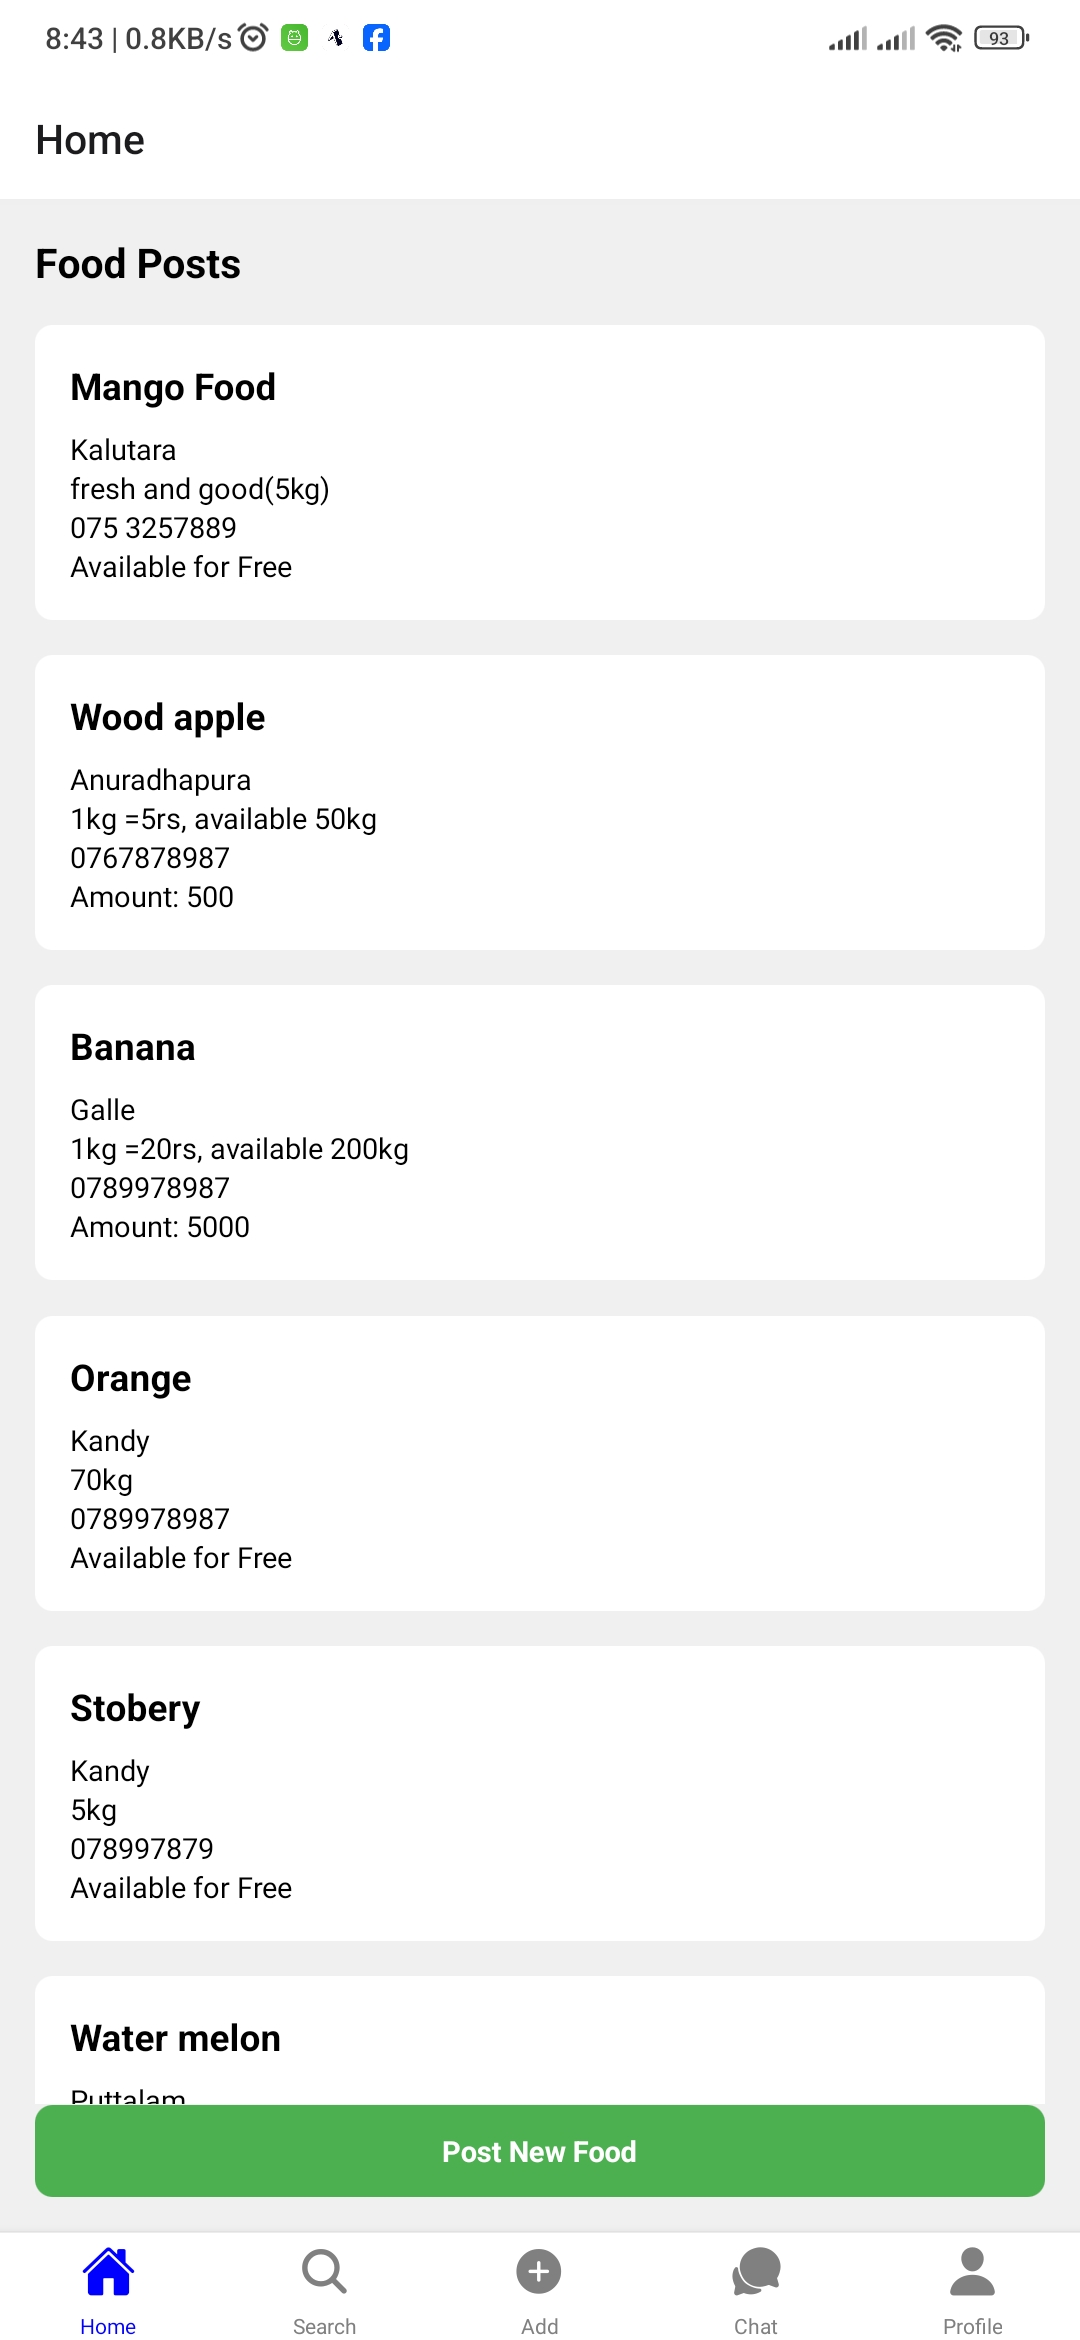 8:43 | 0.8KB/s
93
Home
Food Posts
Mango Food
Kalutara
fresh and good(5kg)
075 3257889
Available for Free
Wood apple
Anuradhapura
1kg =5rs, available 50kg
0767878987
Amount: 500
Banana
Galle
1kg =20rs, available 200kg
0789978987
Amount: 5000
Orange
Kandy
70kg
0789978987
Available for Free
Stobery
Kandy
5kg
078997879
Available for Free
Water melon
Puttalam
Post New Food
Home
Search
Add
Chat
Profile